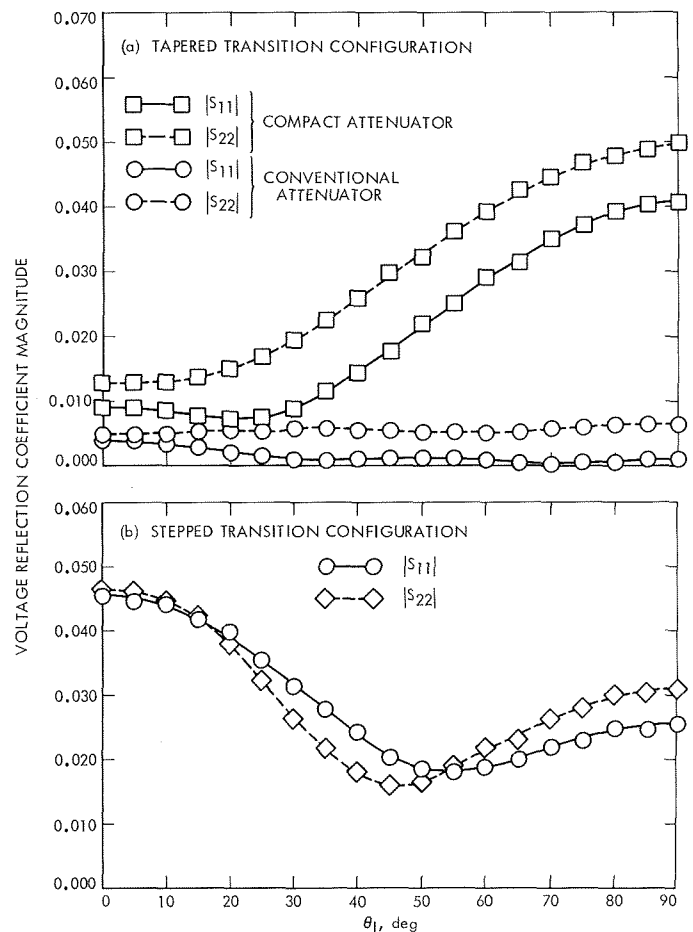 VOLTAGE REFLECTION COEFFICIENT MAGNITUDE
0.070
(a) TAPERED TRANSITION CONFIGURATION
0.060
|S11|
COMPACT ATTENUATOR
|S22|
0.050
|S11|
CONVENTIONAL
ATTENUATOR
|S22|
0.040
0.030
0.020
0.010
0.000
0.060
(b) STEPPED TRANSITION CONFIGURATION
|S11|
|S22|
0.050
0.040
0.030
0.020
0.010
0.000
0 10 20 30 40 50 60 70 80 90
θI, deg